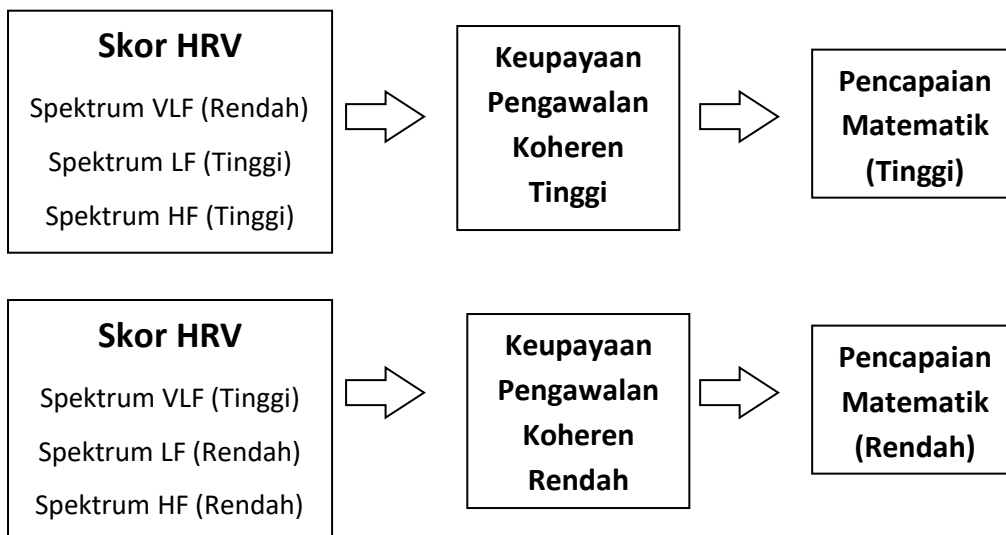 Skor HRV
Spektrum VLF (Rendah)
Spektrum LF (Tinggi)
Spektrum HF (Tinggi)
Keupayaan
Pengawalan
Koheren
Tinggi
Pencapaian
Matematik
(Tinggi)
Skor HRV
Spektrum VLF (Tinggi)
Spektrum LF (Rendah)
Spektrum HF (Rendah)
Keupayaan
Pengawalan
Koheren
Rendah
Pencapaian
Matematik
(Rendah)